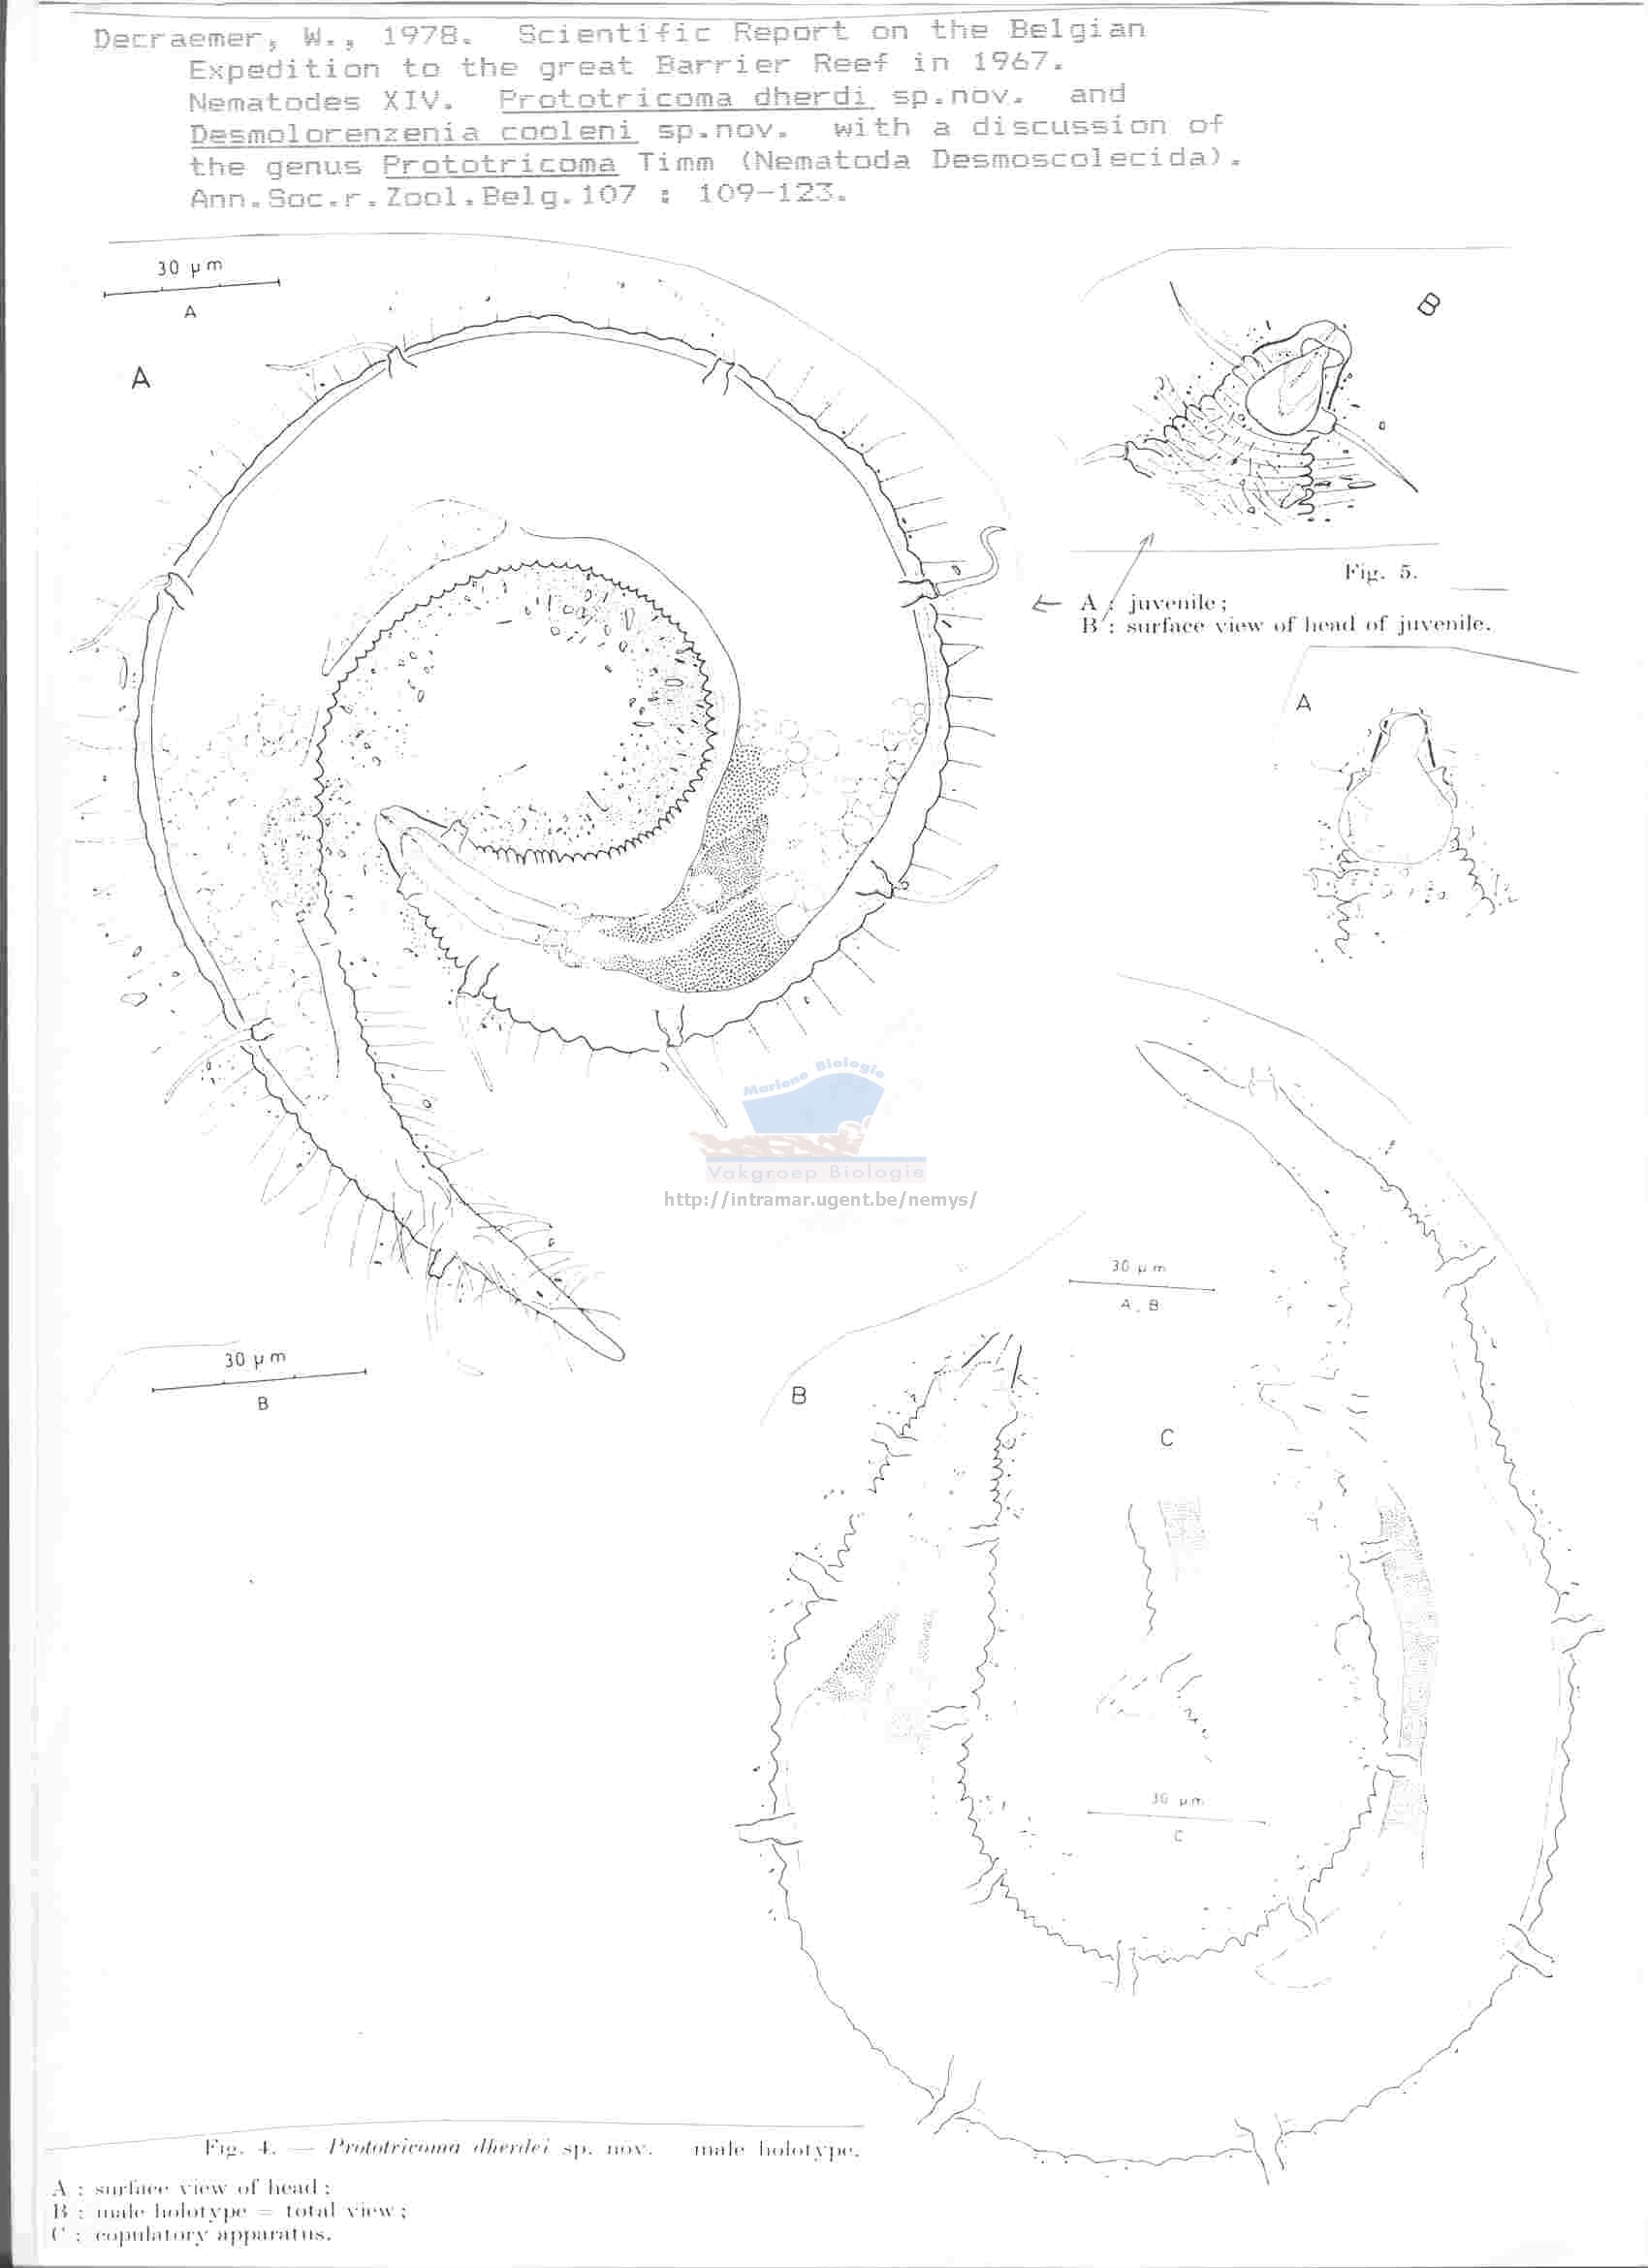 Decraemer, W., 1978. Scientific Report on the Belgian
Expedition to the great Barrier Reef in 1967.
Nematodes XIV. Prototricoma dherdi sp.nov. and
Desmolorenzenia cooleni sp.nov. with a discussion of
the genus Prototricoma Timm (Nematoda Desmoscolecida).
Ann.Soc.r.Zool.Belg.107 : 109-123.
30 µm
A
A
B
Fig. 5.
← A : juvenile;
B : surface view of head of juvenile.
A
Mariene Biologie
Vakgroep Biologie
http://intramar.ugent.be/nemys/
30 µm
A, B
30 µm
B
B
C
30 µm
C
Fig. 4. — Prototricoma dherdei sp. nov. male holotype.
A : surface view of head;
B : male holotype = total view;
C : copulatory apparatus.